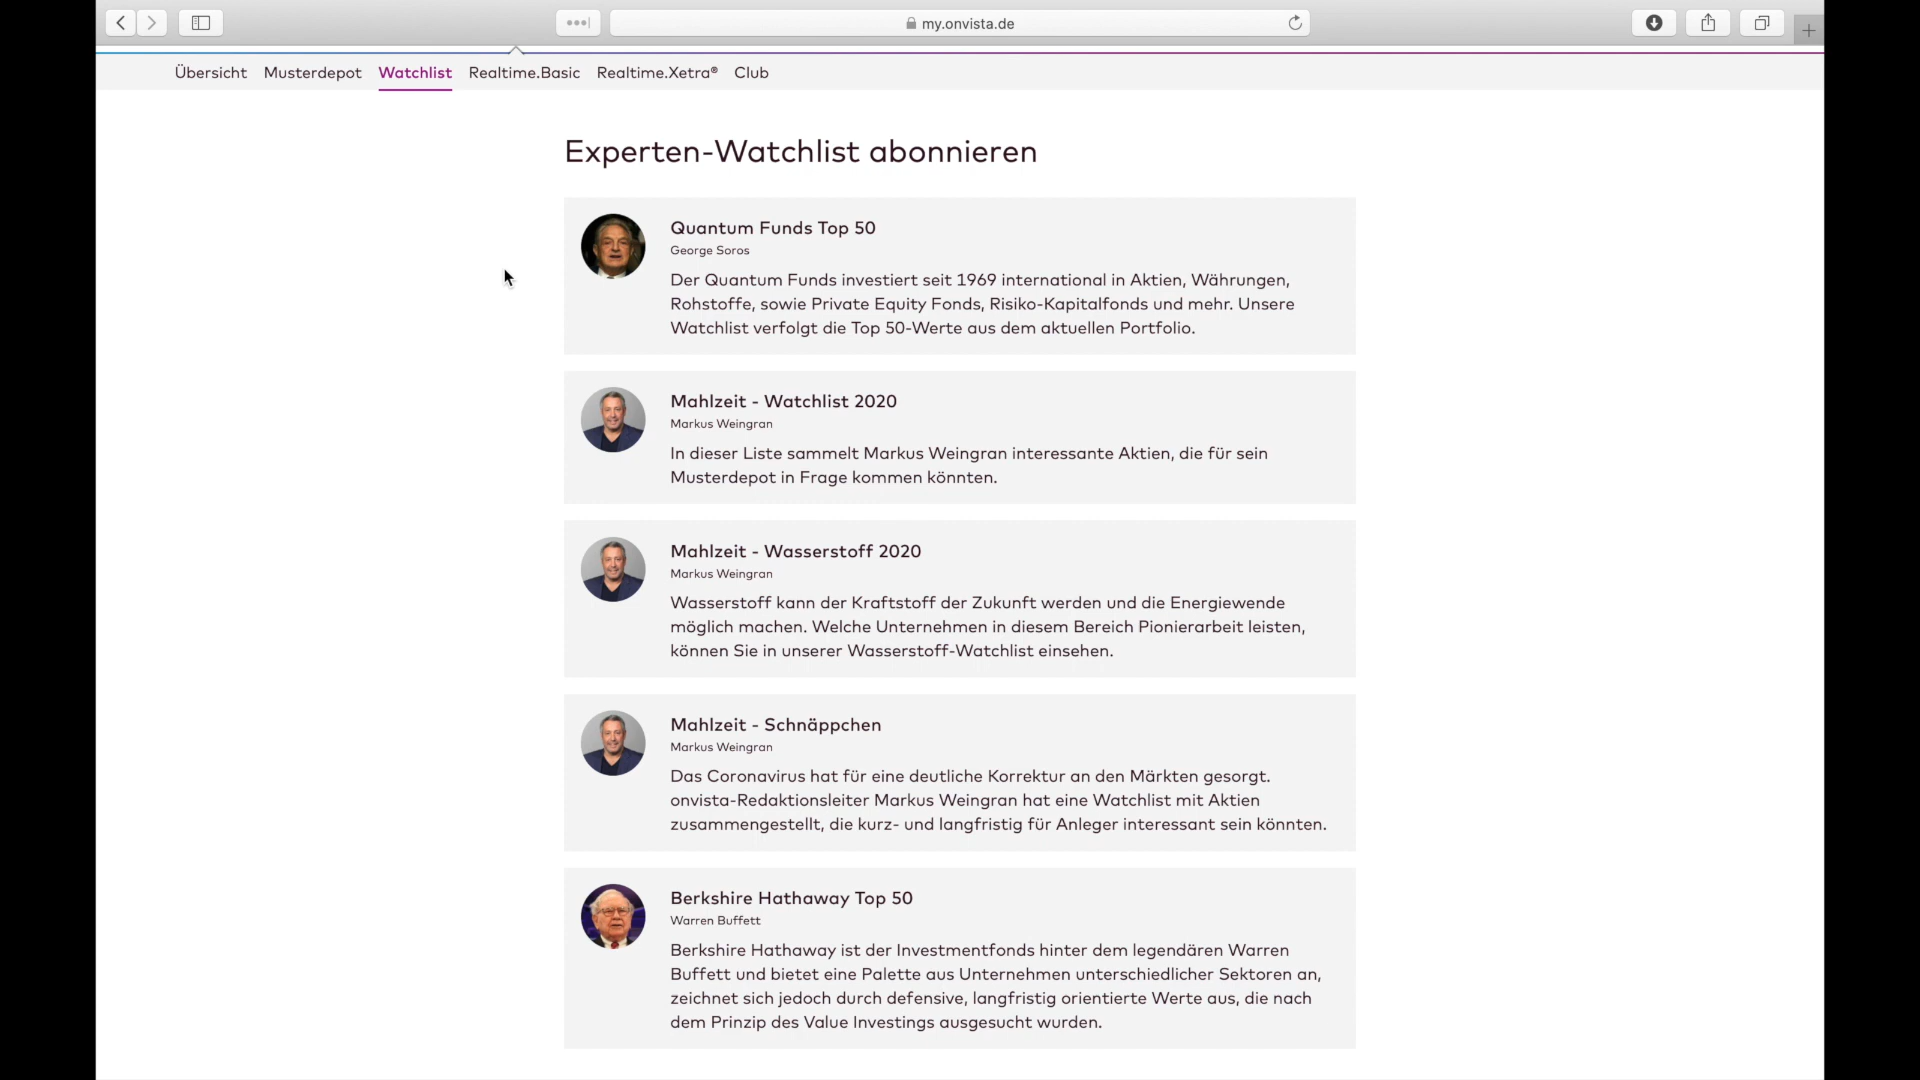 my.onvista.de
Übersicht Musterdepot Watchlist Realtime.Basic Realtime.Xetra® Club
Experten-Watchlist abonnieren
Quantum Funds Top 50
George Soros
Der Quantum Funds investiert seit 1969 international in Aktien, Währungen,
Rohstoffe, sowie Private Equity Fonds, Risiko-Kapitalfonds und mehr. Unsere
Watchlist verfolgt die Top 50-Werte aus dem aktuellen Portfolio.
Mahlzeit - Watchlist 2020
Markus Weingran
In dieser Liste sammelt Markus Weingran interessante Aktien, die für sein
Musterdepot in Frage kommen könnten.
Mahlzeit - Wasserstoff 2020
Markus Weingran
Wasserstoff kann der Kraftstoff der Zukunft werden und die Energiewende
möglich machen. Welche Unternehmen in diesem Bereich Pionierarbeit leisten,
können Sie in unserer Wasserstoff-Watchlist einsehen.
Mahlzeit - Schnäppchen
Markus Weingran
Das Coronavirus hat für eine deutliche Korrektur an den Märkten gesorgt.
onvista-Redaktionsleiter Markus Weingran hat eine Watchlist mit Aktien
zusammengestellt, die kurz- und langfristig für Anleger interessant sein könnten.
Berkshire Hathaway Top 50
Warren Buffett
Berkshire Hathaway ist der Investmentfonds hinter dem legendären Warren
Buffett und bietet eine Palette aus Unternehmen unterschiedlicher Sektoren an,
zeichnet sich jedoch durch defensive, langfristig orientierte Werte aus, die nach
dem Prinzip des Value Investings ausgesucht wurden.